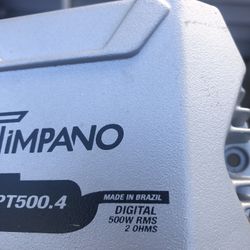 TIMPANO
PT500.4
MADE IN BRAZIL
DIGITAL
500W RMS
2 OHMS